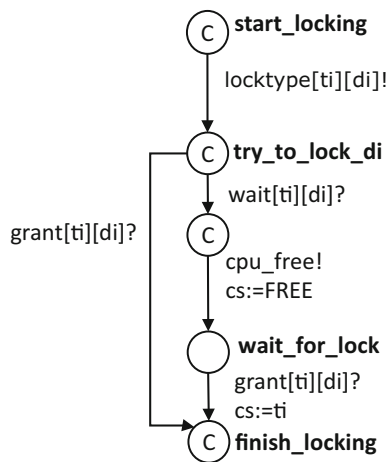 C
start_locking
locktype[ti][di]!
C
try_to_lock_di
wait[ti][di]?
grant[ti][di]?
C
cpu_free!
cs:=FREE
wait_for_lock
grant[ti][di]?
cs:=ti
C
finish_locking